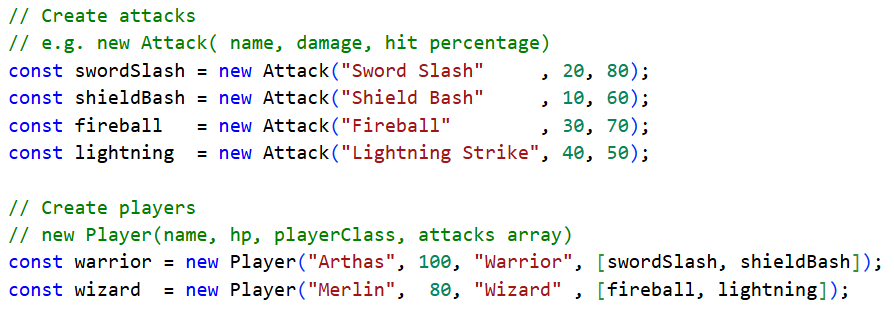 // Create attacks
// e.g. new Attack( name, damage, hit percentage)
const swordSlash = new Attack("Sword Slash"     , 20, 80);
const shieldBash = new Attack("Shield Bash"     , 10, 60);
const fireball   = new Attack("Fireball"        , 30, 70);
const lightning  = new Attack("Lightning Strike", 40, 50);

// Create players
// new Player(name, hp, playerClass, attacks array)
const warrior = new Player("Arthas", 100, "Warrior", [swordSlash, shieldBash]);
const wizard  = new Player("Merlin",  80, "Wizard" , [fireball, lightning]);